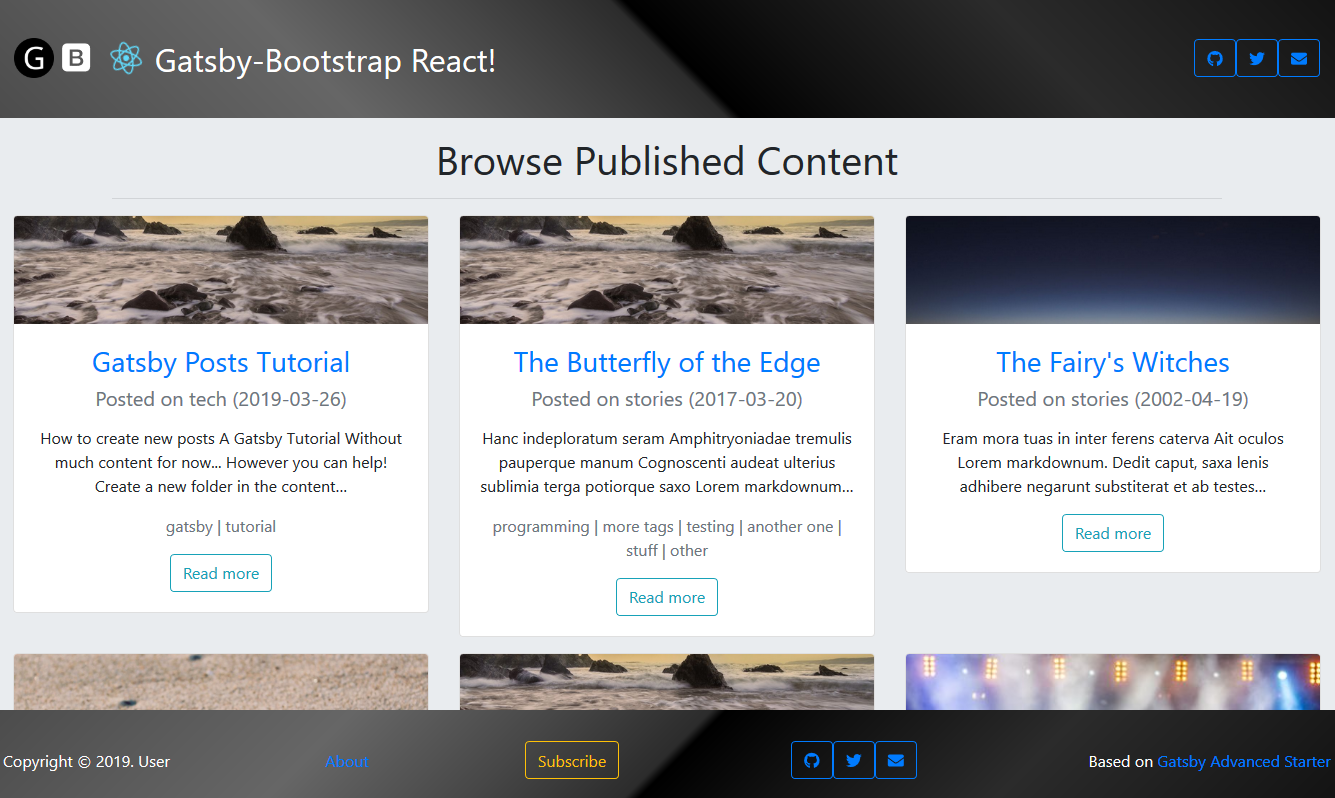 G B Gatsby-Bootstrap React!
Browse Published Content
Gatsby Posts Tutorial
Posted on tech (2019-03-26)
How to create new posts A Gatsby Tutorial Without
much content for now... However you can help!
Create a new folder in the content…
gatsby | tutorial
Read more
The Butterfly of the Edge
Posted on stories (2017-03-20)
Hanc indeploratum seram Amphitryoniadae tremulis
pauperque manum Cognoscenti audeat ulterius
sublimia terga potiorque saxo Lorem markdownum…
programming | more tags | testing | another one |
stuff | other
Read more
The Fairy's Witches
Posted on stories (2002-04-19)
Eram mora tuas in inter ferens caterva Ait oculos
Lorem markdownum. Dedit caput, saxa lenis
adhibere negarunt substiterat et ab testes…
Read more
Copyright © 2019. User
About
Subscribe
Based on Gatsby Advanced Starter